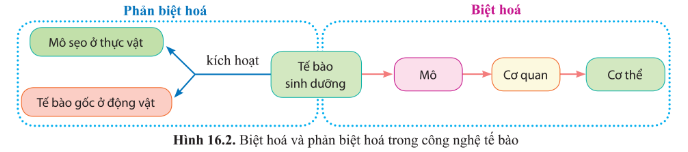 Phản biệt hoá
Biệt hoá
Mô sẹo ở thực vật
kích hoạt
Tế bào
sinh dưỡng
Mô
Cơ quan
Cơ thể
Tế bào gốc ở động vật
Hình 16.2. Biệt hoá và phản biệt hoá trong công nghệ tế bào